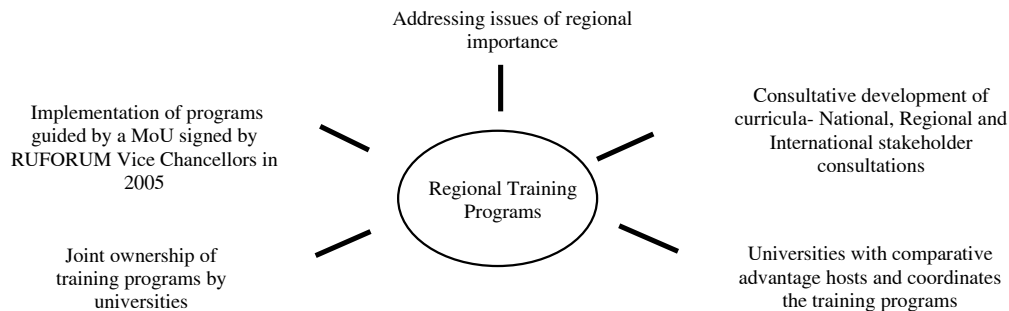 Addressing issues of regional
importance
Implementation of programs
guided by a MoU signed by
RUFORUM Vice Chancellors in
2005
Consultative development of
curricula- National, Regional and
International stakeholder
consultations
Regional Training
Programs
Joint ownership of
training programs by
universities
Universities with comparative
advantage hosts and coordinates
the training programs